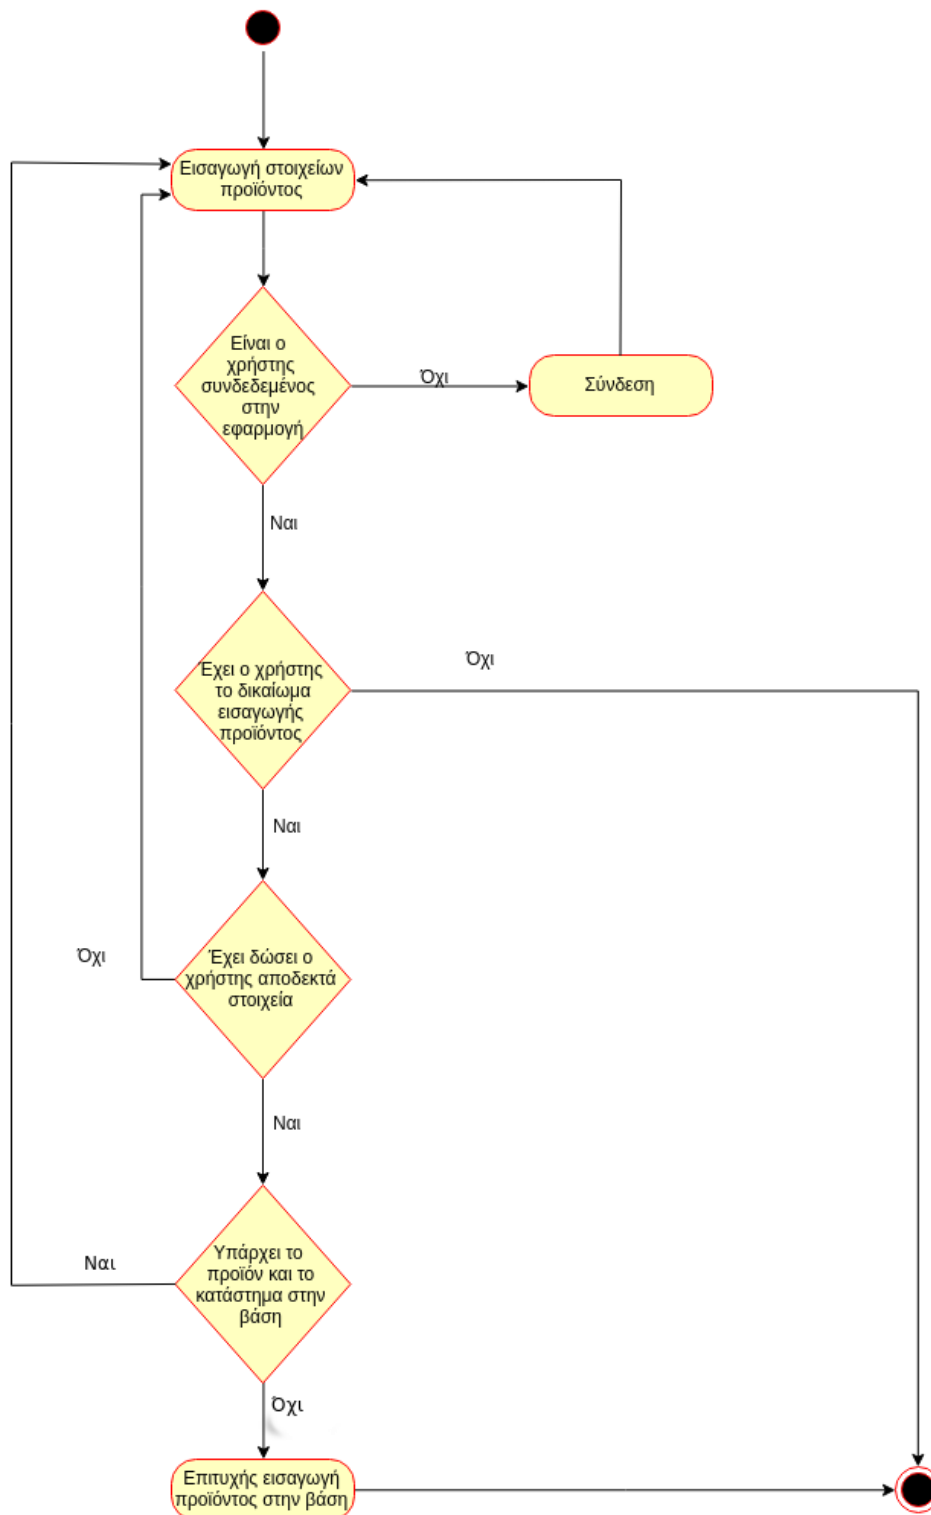 Εισαγωγή στοιχείων
προϊόντος
Είναι ο
χρήστης
συνδεδεμένος
στην
εφαρμογή
Όχι
Σύνδεση
Ναι
Όχι
Έχει ο χρήστης
το δικαίωμα
εισαγωγής
προϊόντος
Ναι
Όχι
Έχει δώσει ο
χρήστης αποδεκτά
στοιχεία
Ναι
Ναι
Υπάρχει το
προϊόν και το
κατάστημα στην
βάση
Όχι
Επιτυχής εισαγωγή
προϊόντος στην βάση